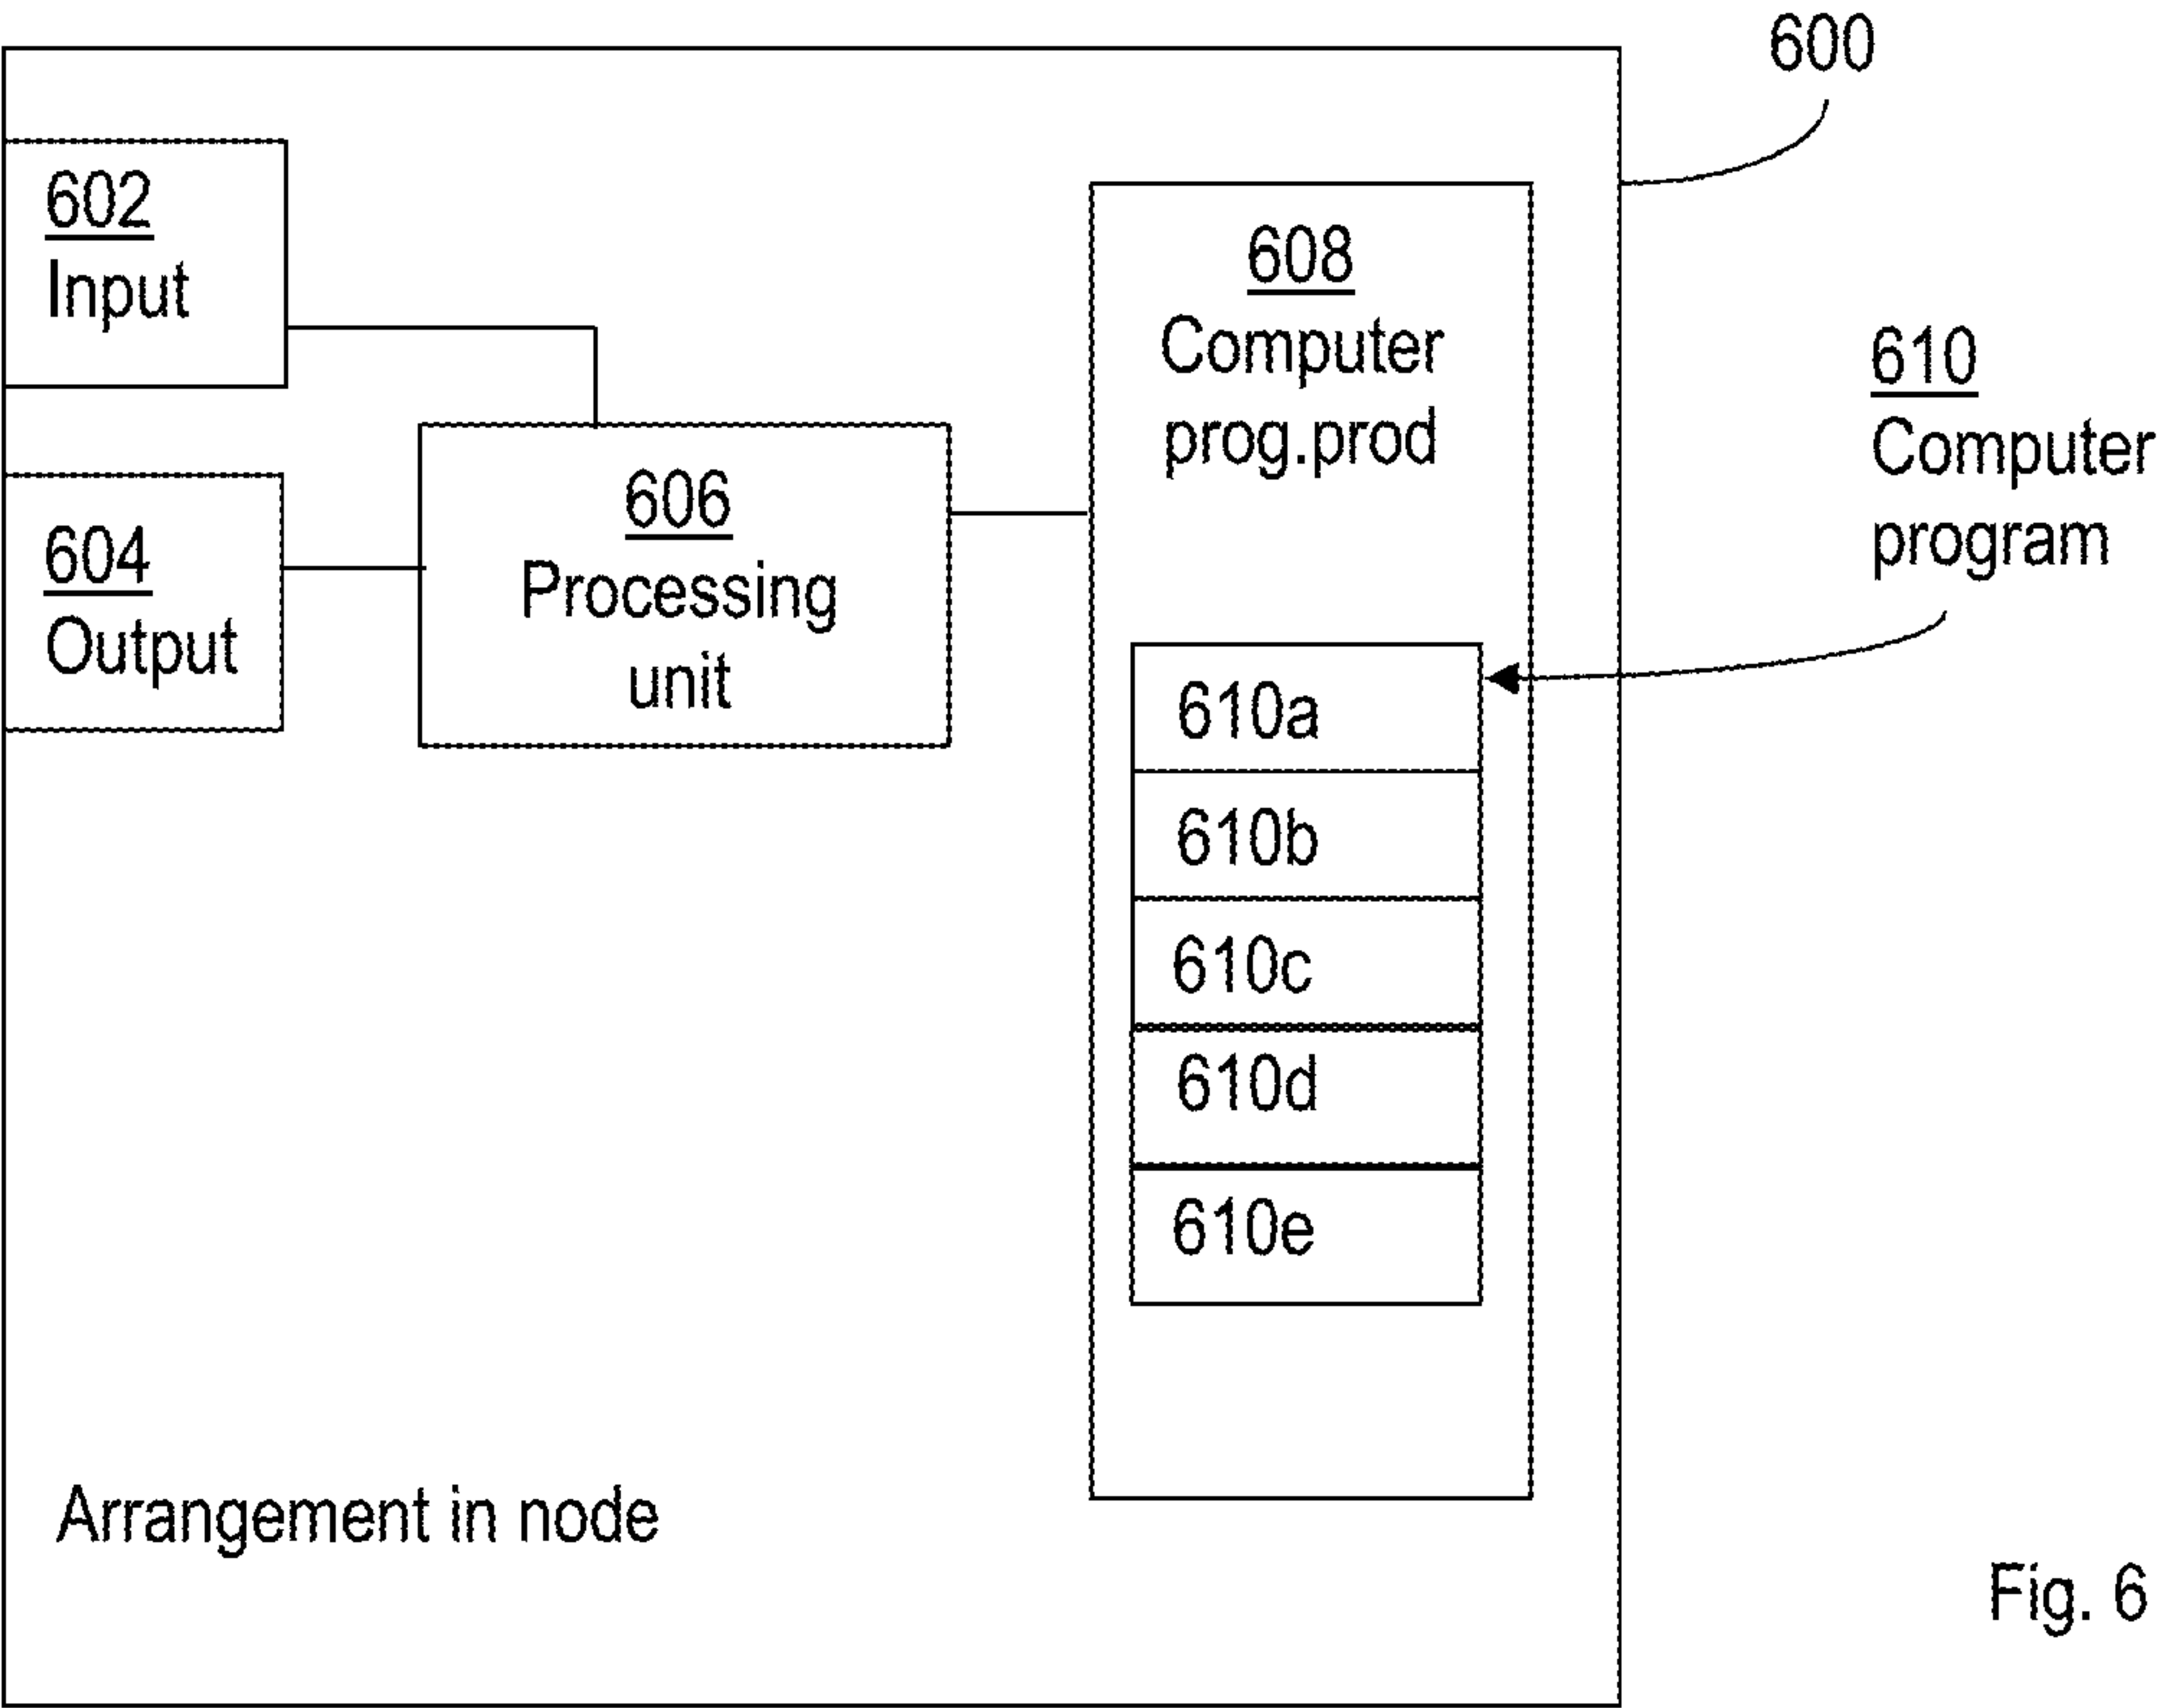 600
602
Input
604
Output
606
Processing
unit
608
Computer
prog.prod
610
Computer
program
610a
610b
610c
610d
610e
Arrangement in node
Fig. 6